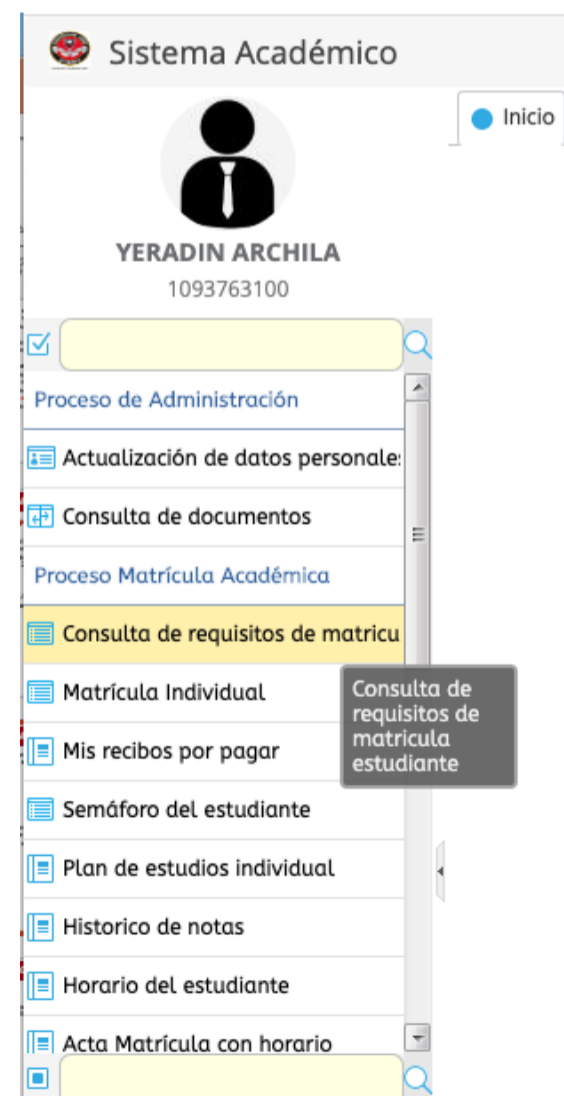 Sistema Académico
Inicio
YERADIN ARCHILA
1093763100
Proceso de Administración
Actualización de datos personale
Consulta de documentos
Proceso Matrícula Académica
Consulta de requisitos de matricu
Matrícula Individual
Consulta de
requisitos de
matricula
estudiante
Mis recibos por pagar
Semáforo del estudiante
Plan de estudios individual
Historico de notas
Horario del estudiante
Acta Matrícula con horario